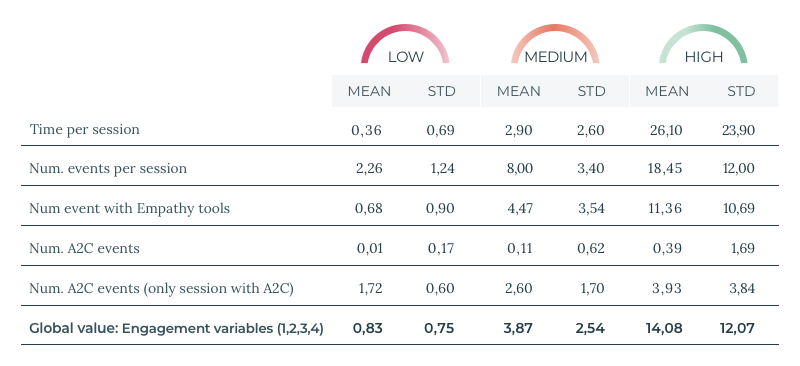 LOW MEDIUM HIGH
MEAN STD MEAN STD MEAN STD
Time per session 0,36 0,69 2,90 2,60 26,10 23,90
Num. events per session 2,26 1,24 8,00 3,40 18,45 12,00
Num event with Empathy tools 0,68 0,90 4,47 3,54 11,36 10,69
Num. A2C events 0,01 0,17 0,11 0,62 0,39 1,69
Num. A2C events (only session with A2C) 1,72 0,60 2,60 1,70 3,93 3,84
Global value: Engagement variables (1,2,3,4) 0,83 0,75 3,87 2,54 14,08 12,07